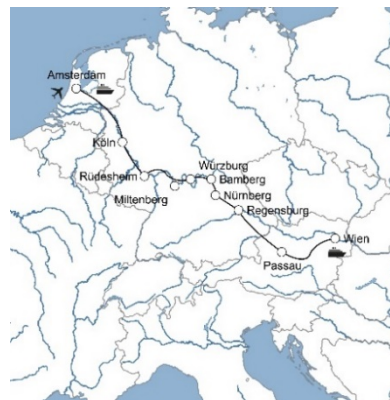 Amsterdam
Köln
Rüdesheim
Würzburg
Bamberg
Miltenberg
Nürnberg
Regensburg
Wien
Passau